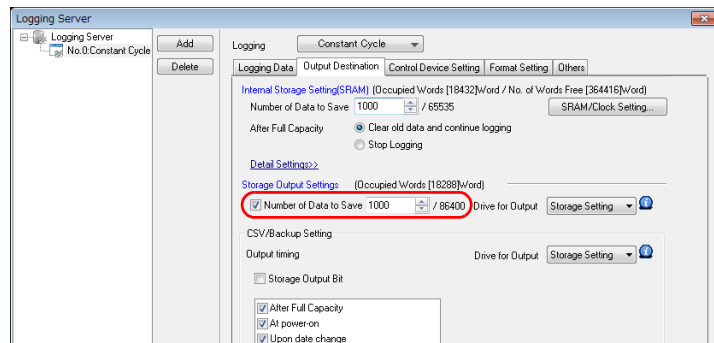 Logging Server
Logging Server
No.0:Constant Cycle
Add
Delete
Logging Constant Cycle
Logging Data Output Destination Control Device Setting Format Setting Others
Internal Storage Setting(SRAM) (Occupied Words [18432]Word / No. of Words Free [364416]Word)
Number of Data to Save 1000 / 65535 SRAM/Clock Setting...
After Full Capacity Clear old data and continue logging
Stop Logging
Detail Settings>>
Storage Output Settings (Occupied Words [18288]Word)
Number of Data to Save 1000 / 86400 Drive for Output Storage Setting
CSV/Backup Setting
Output timing Drive for Output Storage Setting
Storage Output Bit
After Full Capacity
At power-on
Upon date change